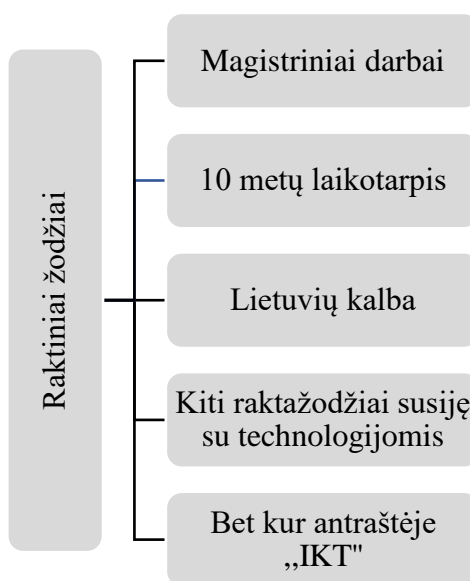 Raktiniai žodžiai
Magistriniai darbai
10 metų laikotarpis
Lietuvių kalba
Kiti raktažodžiai susiję
su technologijomis
Bet kur antraštėje
,,IKT"